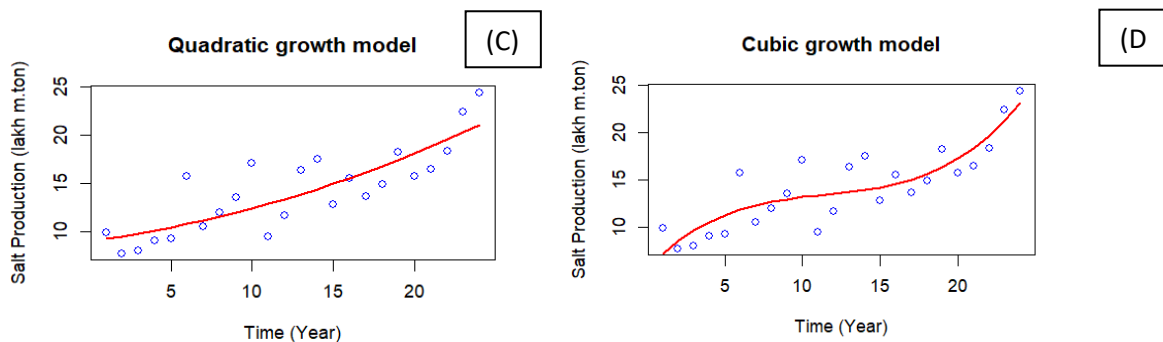 Quadratic growth model
(C)
Salt Production (lakh m.ton)
25
20
15
10
5 10 15 20
Time (Year)
Cubic growth model
(D
Salt Production (lakh m.ton)
25
20
15
10
5 10 15 20
Time (Year)